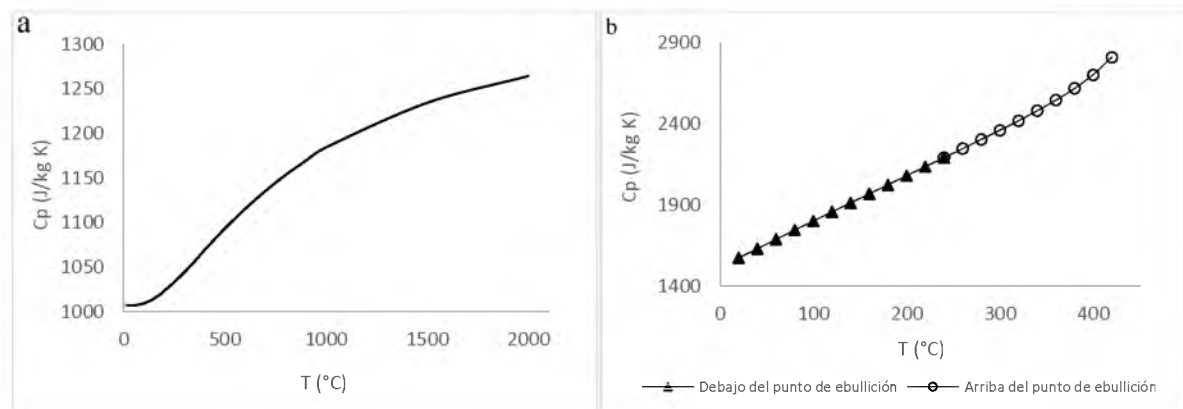 a
1300
1250
1200
1150
1100
1050
1000
Cp (J/kg K)
0 500 1000 1500 2000
T (°C)
b
2900
2400
1900
1400
Cp (J/kg K)
0 100 200 300 400
T (°C)
Debajo del punto de ebullición Arriba del punto de ebullición